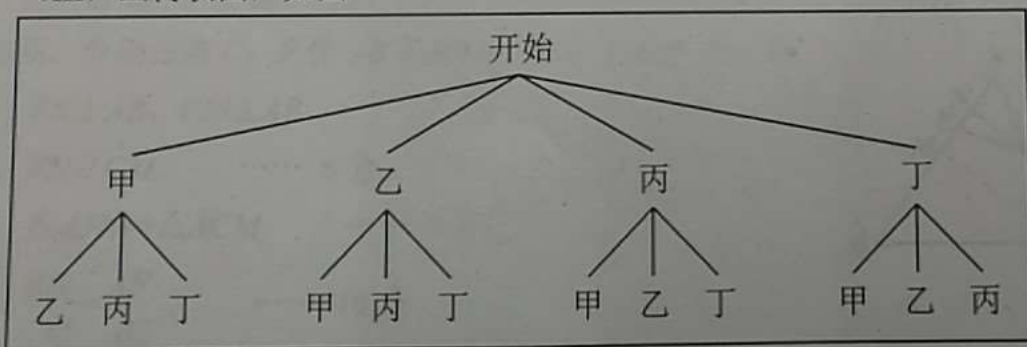 开始
甲 乙 丙 丁
乙 丙 丁 甲 丙 丁 甲 乙 丁 甲 乙 丙